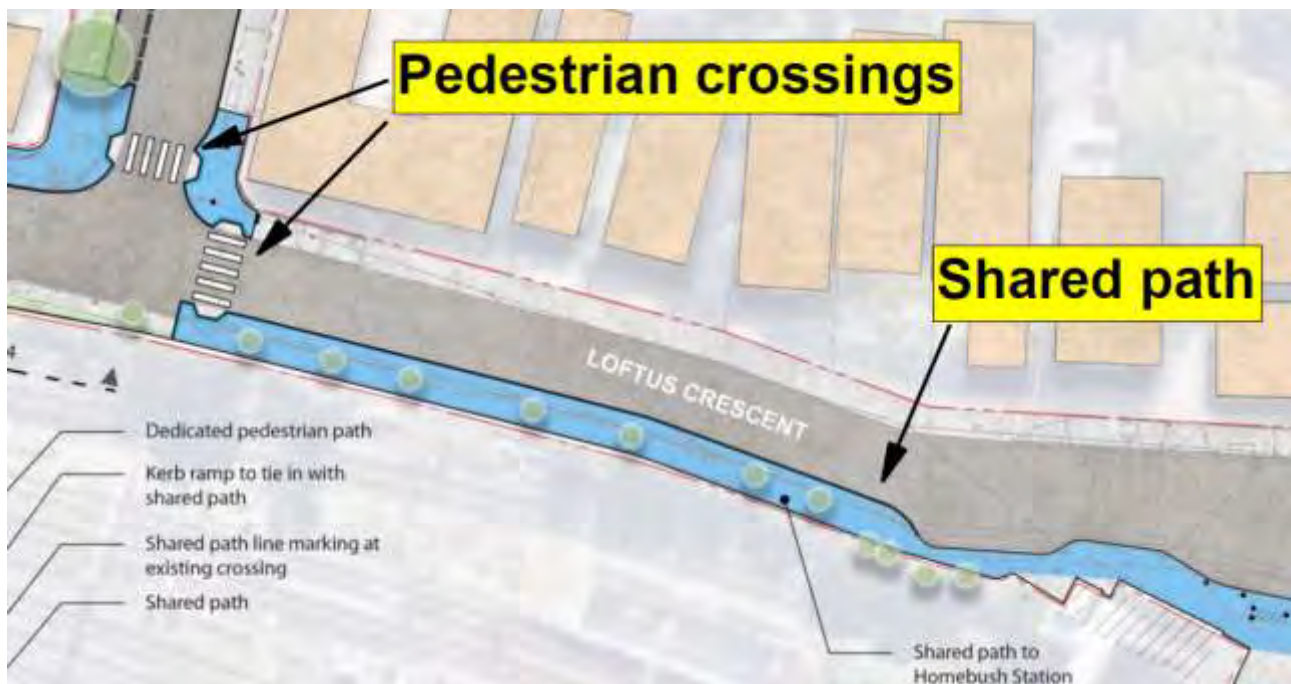 Pedestrian crossings
Shared path
LOFTUS CRESCENT
4
Dedicated pedestrian path
Kerb ramp to tie in with
shared path
Shared path line marking at
existing crossing
Shared path
Shared path to
Homebush Station